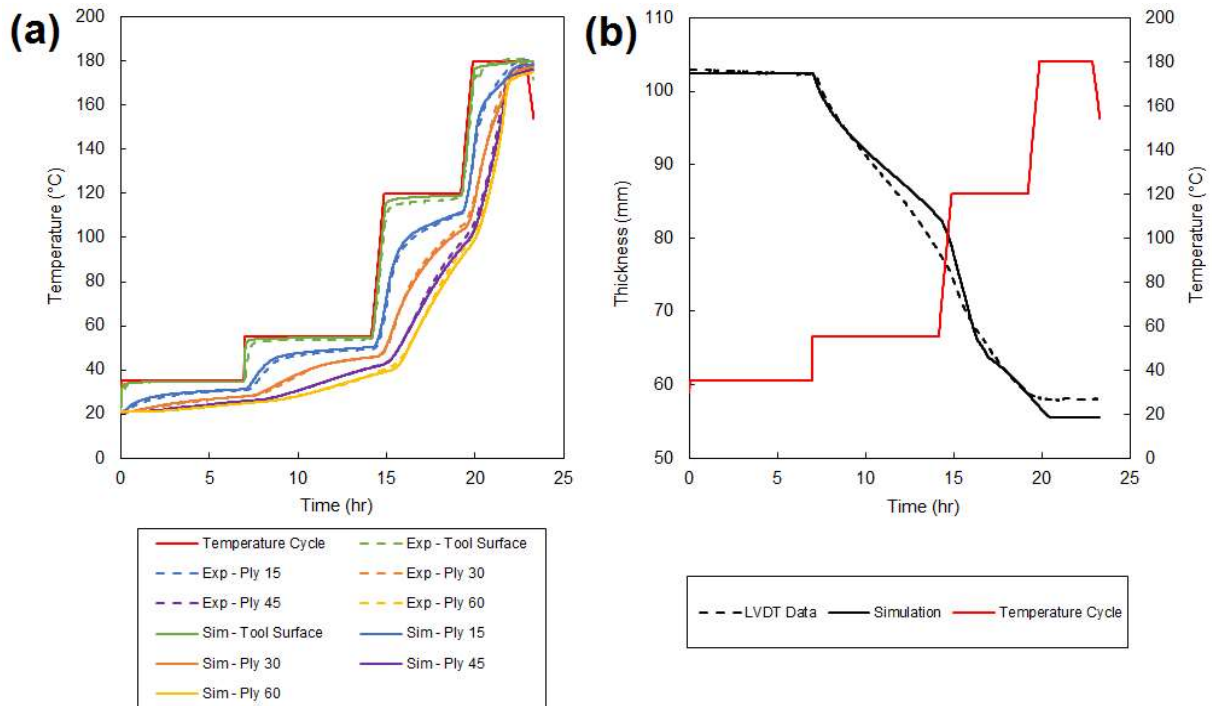 (a)
200
180
160
140
120
100
80
60
40
20
0
Temperature (°C)
0 5 10 15 20 25
Time (hr)
Temperature Cycle
Exp - Tool Surface
Exp - Ply 15
Exp - Ply 30
Exp - Ply 45
Exp - Ply 60
Sim - Tool Surface
Sim - Ply 15
Sim - Ply 30
Sim - Ply 45
Sim - Ply 60
(b)
110
100
90
80
70
60
50
Thickness (mm)
200
180
160
140
120
100
80
60
40
20
0
Temperature (°C)
0 5 10 15 20 25
Time (hr)
LVDT Data
Simulation
Temperature Cycle